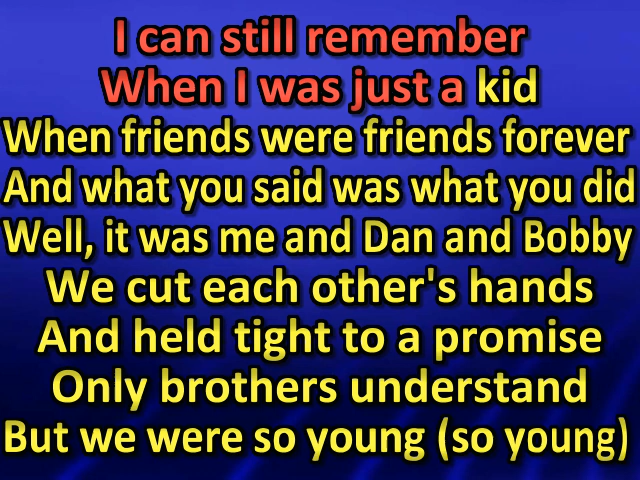 I can still remember
When I was just a kid
When friends were friends forever
And what you said was what you did
Well, it was me and Dan and Bobby
We cut each other's hands
And held tight to a promise
Only brothers understand
But we were so young (so young)